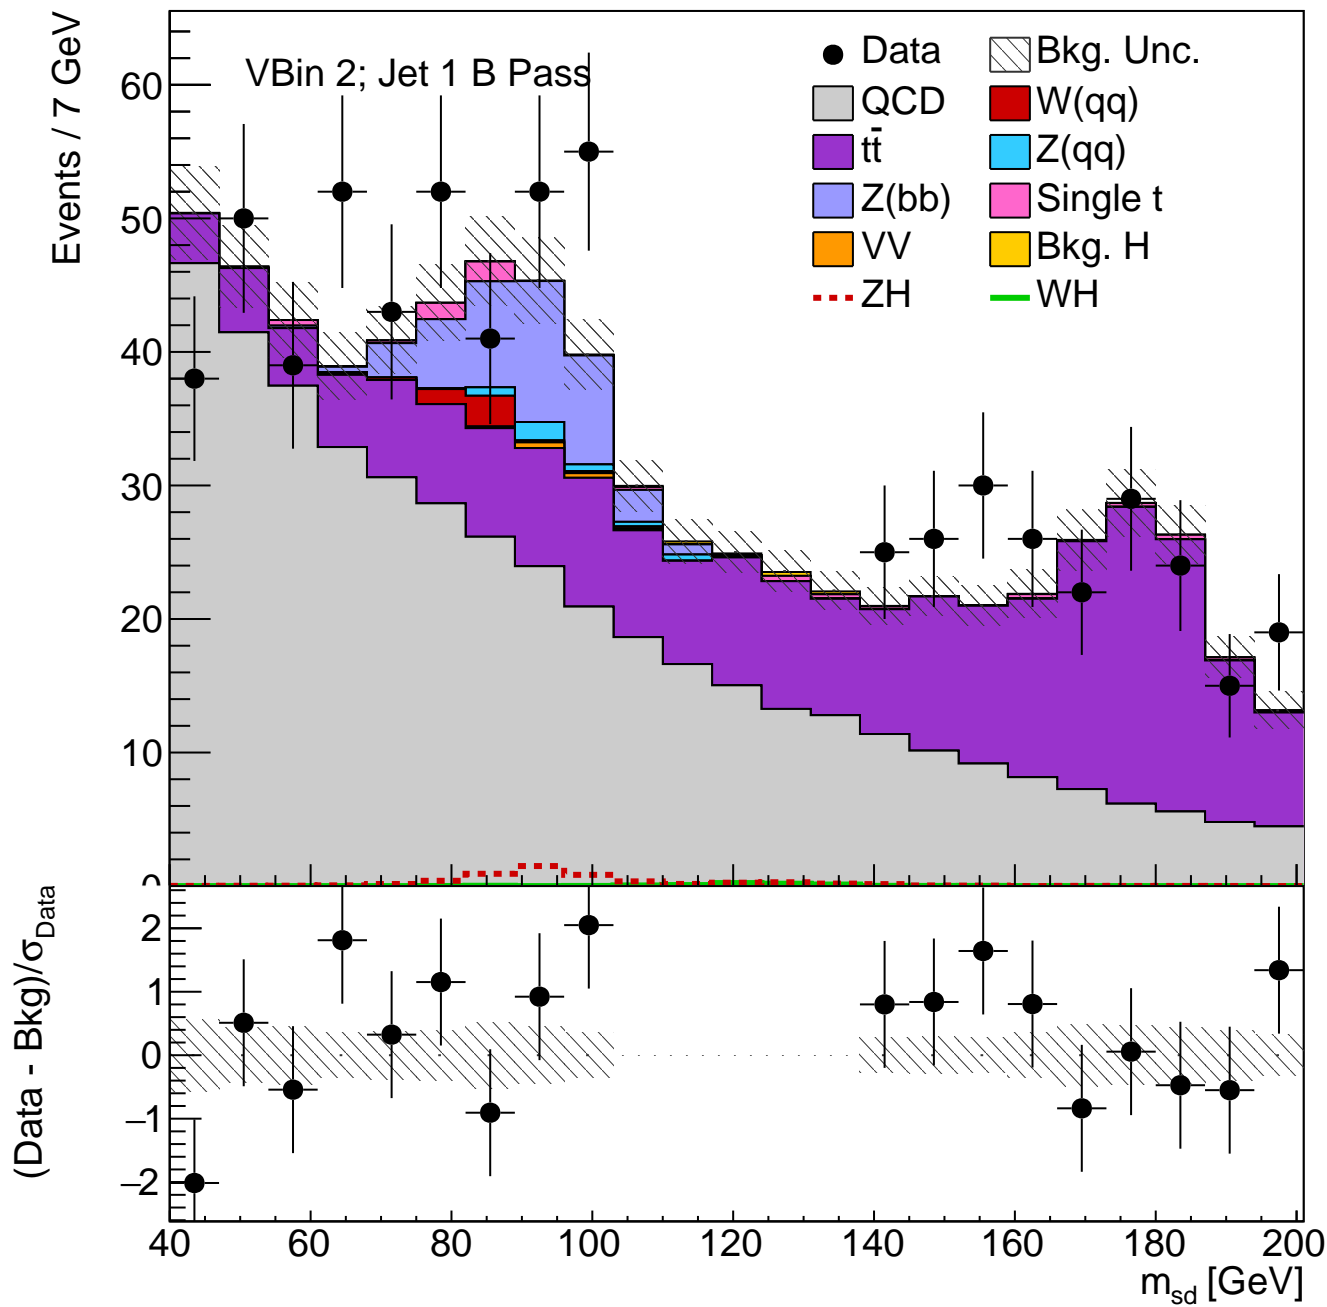 Events / 7 GeV
VBin 2; Jet 1 B Pass
Data
Bkg. Unc.
QCD
W(qq)
tt̄
Z(qq)
Z(bb)
Single t
VV
Bkg. H
ZH
WH
60
50
40
30
20
10
0
(Data - Bkg)/σ_Data
2
1
0
−1
−2
40 60 80 100 120 140 160 180 200
m_sd [GeV]